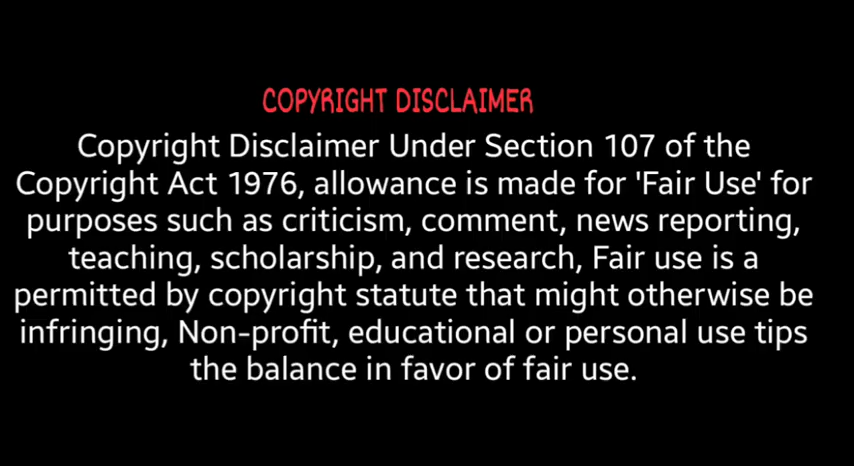 COPYRIGHT DISCLAIMER
Copyright Disclaimer Under Section 107 of the
Copyright Act 1976, allowance is made for 'Fair Use' for
purposes such as criticism, comment, news reporting,
teaching, scholarship, and research, Fair use is a
permitted by copyright statute that might otherwise be
infringing, Non-profit, educational or personal use tips
the balance in favor of fair use.